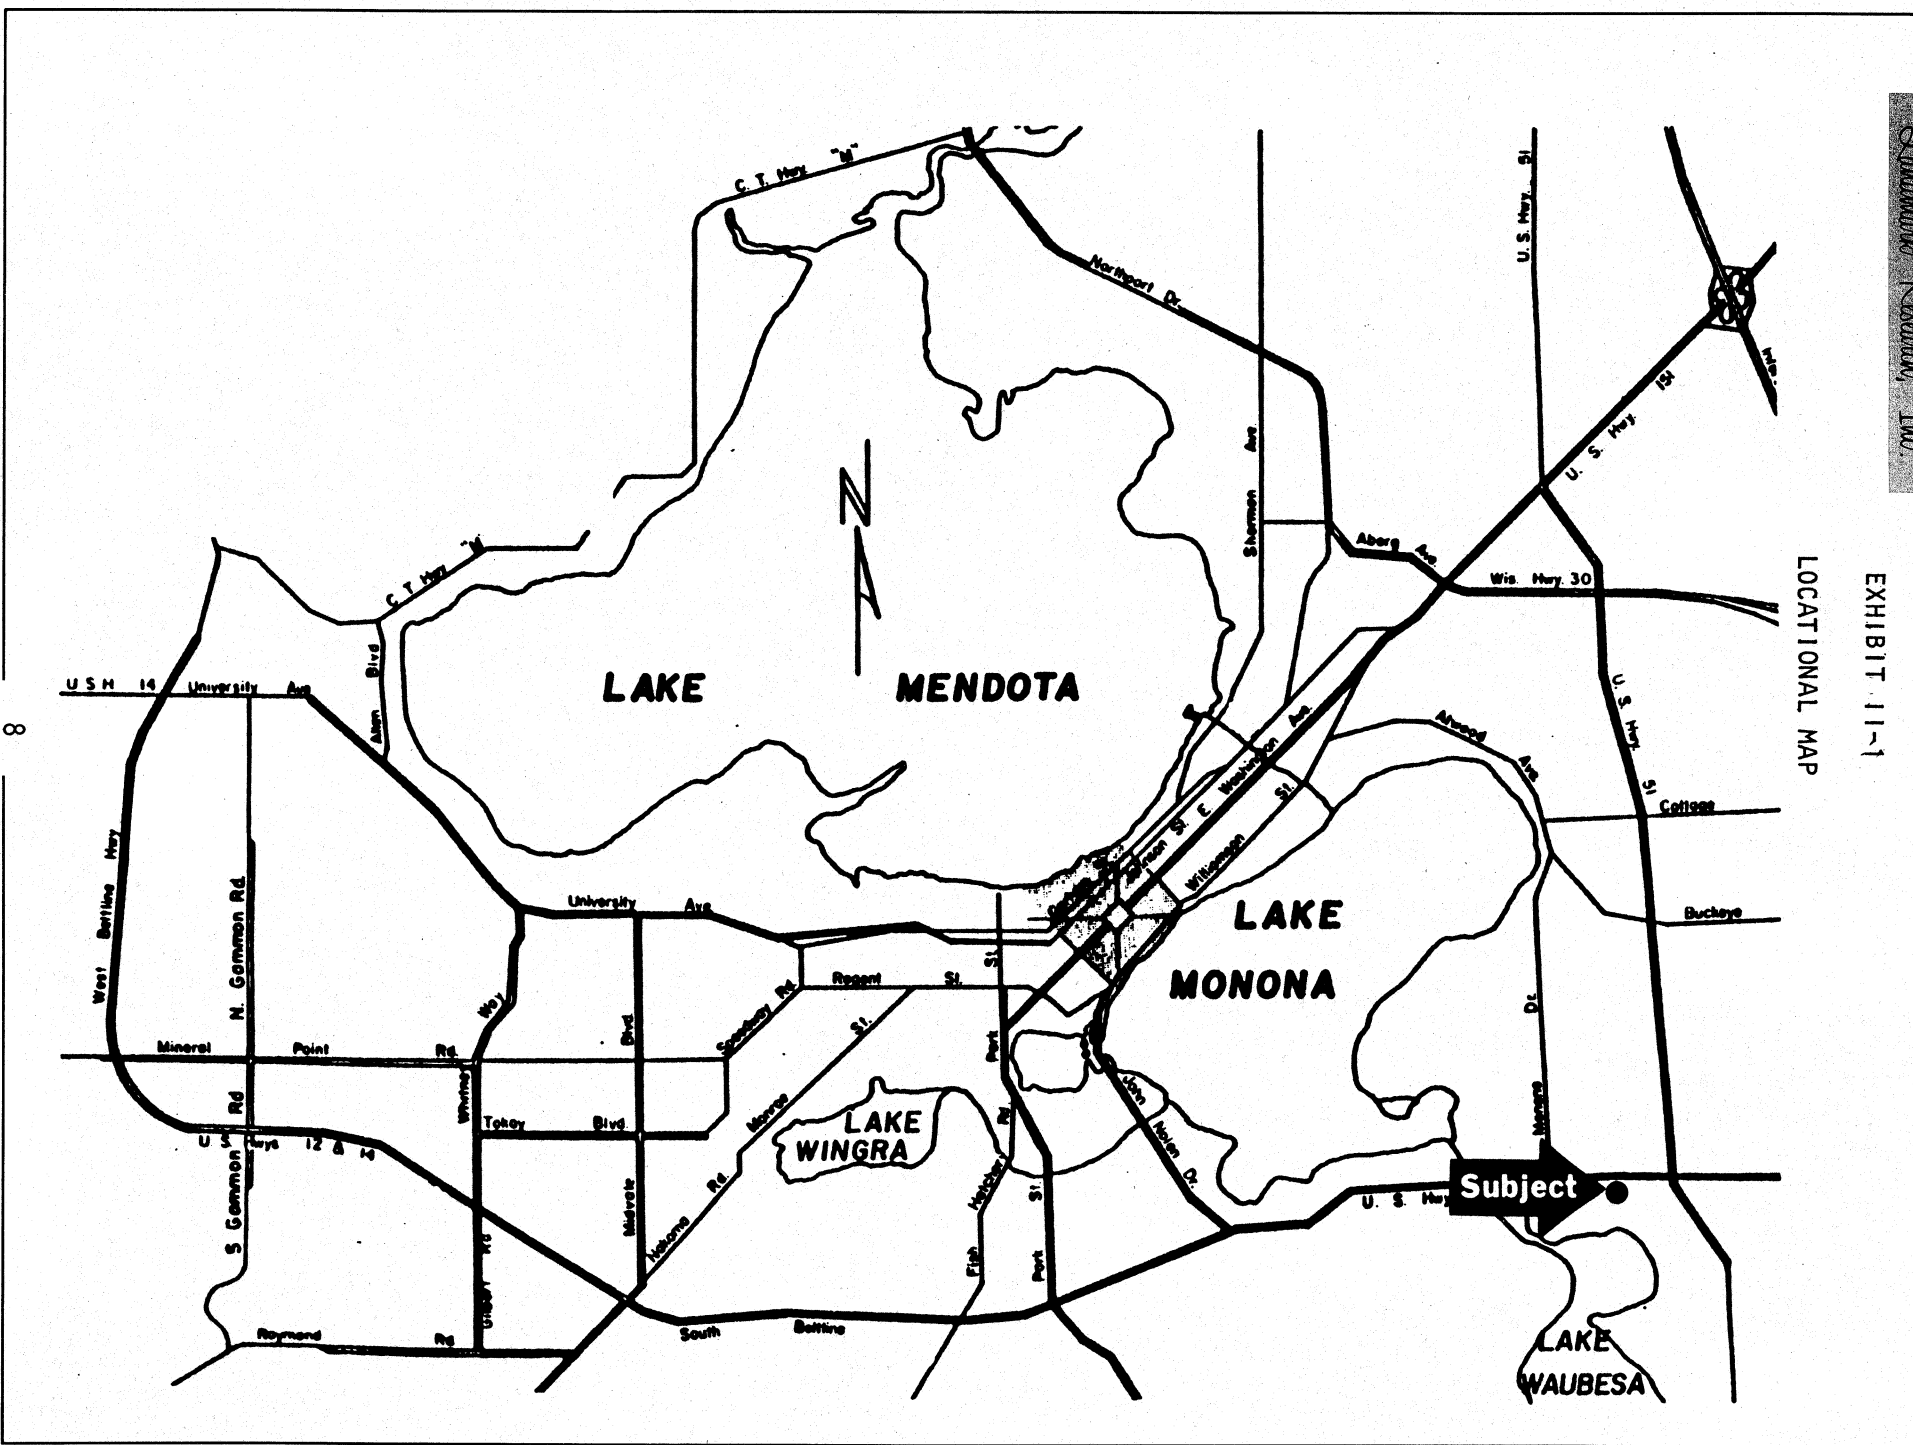 EXHIBIT II-1
LOCATIONAL MAP
8
C. T. Hwy. "M"
Northport Dr.
U. S. Hwy. 51
U. S. Hwy. 151
Sherman Ave.
Aberg Ave.
Wis. Hwy. 30
C. T. Hwy "M"
Allen Blvd
USH 14
University Ave
LAKE MENDOTA
E. Washington Ave.
Johnson St.
Williamson St.
Atwood Ave
U. S. Hwy. 51
Cottage
Buckeye
LAKE
MONONA
West Beltline Hwy
N. Gammon Rd.
University Ave
Mineral Point Rd.
Way
Whitney
Blvd.
Speedway Rd.
Regent St.
St.
Park
Monroe St.
Tokay Blvd.
LAKE
WINGRA
John Nolen Dr.
Monona Dr.
U S Hwys 12 & 14
S Gammon Rd
Midvale
Nakoma Rd.
Fish Hatchery Rd.
Park St.
U. S. Hwy
Subject
Gilbert Rd
Raymond Rd
South Beltline
LAKE
WAUBESA